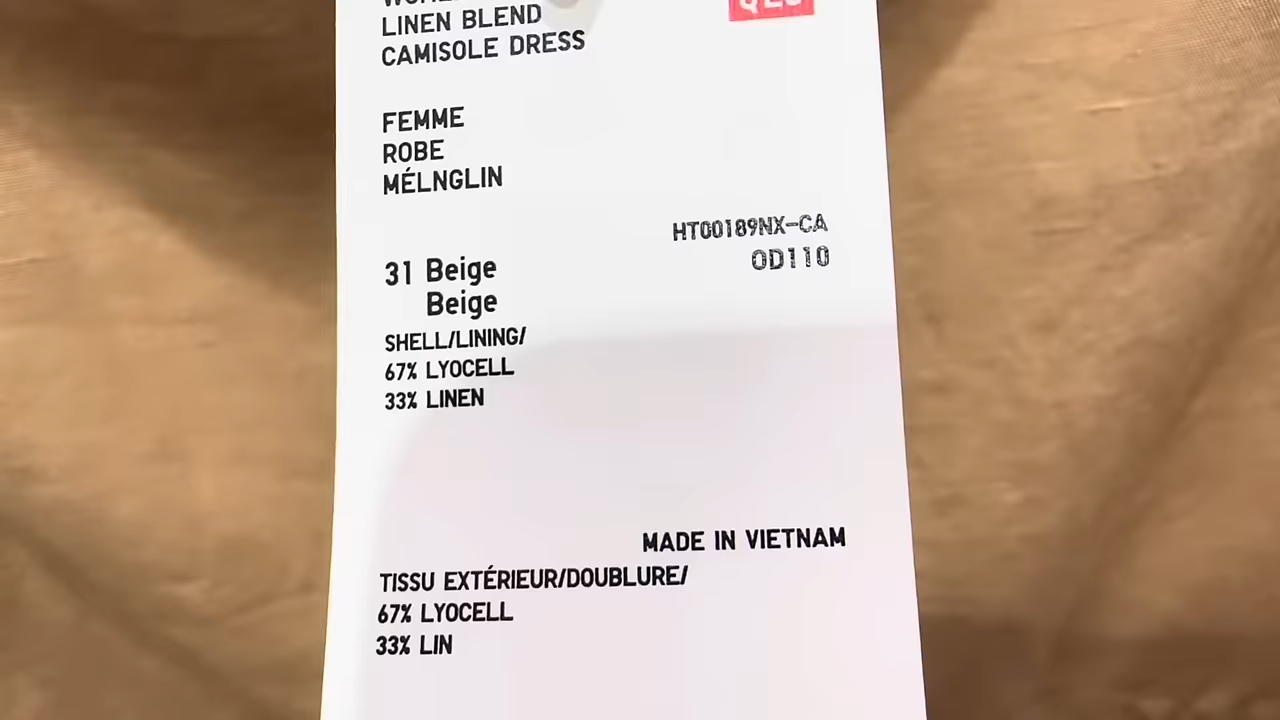 LINEN BLEND
CAMISOLE DRESS
FEMME
ROBE
MÉLNGLIN
HT00189NX-CA
OD110
31 Beige
Beige
SHELL/LINING/
67% LYOCELL
33% LINEN
MADE IN VIETNAM
TISSU EXTÉRIEUR/DOUBLURE/
67% LYOCELL
33% LIN